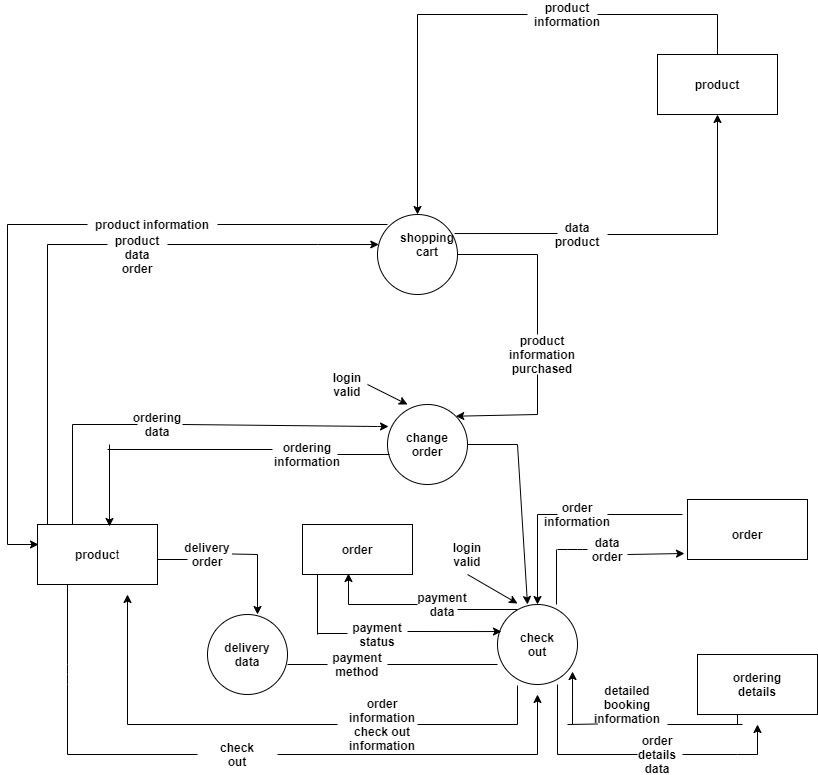 product
information
product
product information
product
data
order
shopping
cart
data
product
product
information
purchased
login
valid
ordering
data
ordering
information
change
order
order
information
order
data
order
product
delivery
order
order
login
valid
payment
data
payment
status
payment
method
check
out
delivery
data
ordering
details
detailed
booking
information
order
information
check out
information
order
details
data
check
out